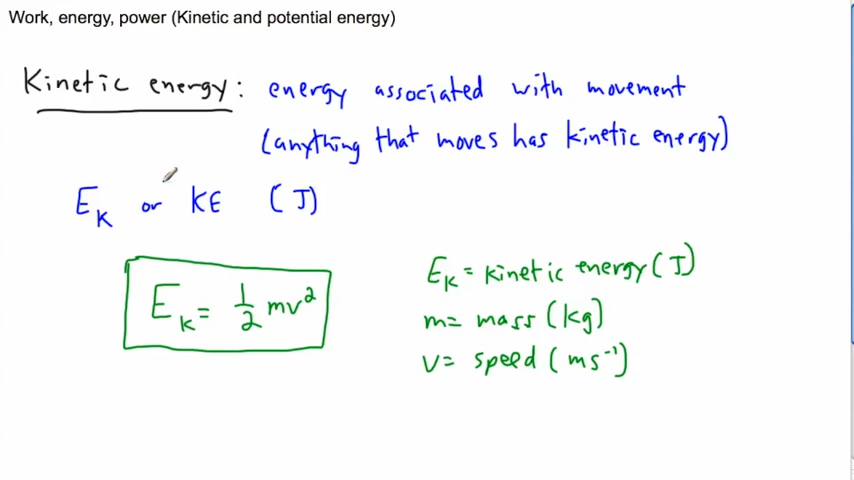 Work, energy, power (Kinetic and potential energy)
Kinetic energy: energy associated with movement
(anything that moves has kinetic energy)
E_K or KE (J)
E_K = 1/2 mv²
E_K = kinetic energy (J)
m = mass (kg)
v = speed (ms⁻¹)